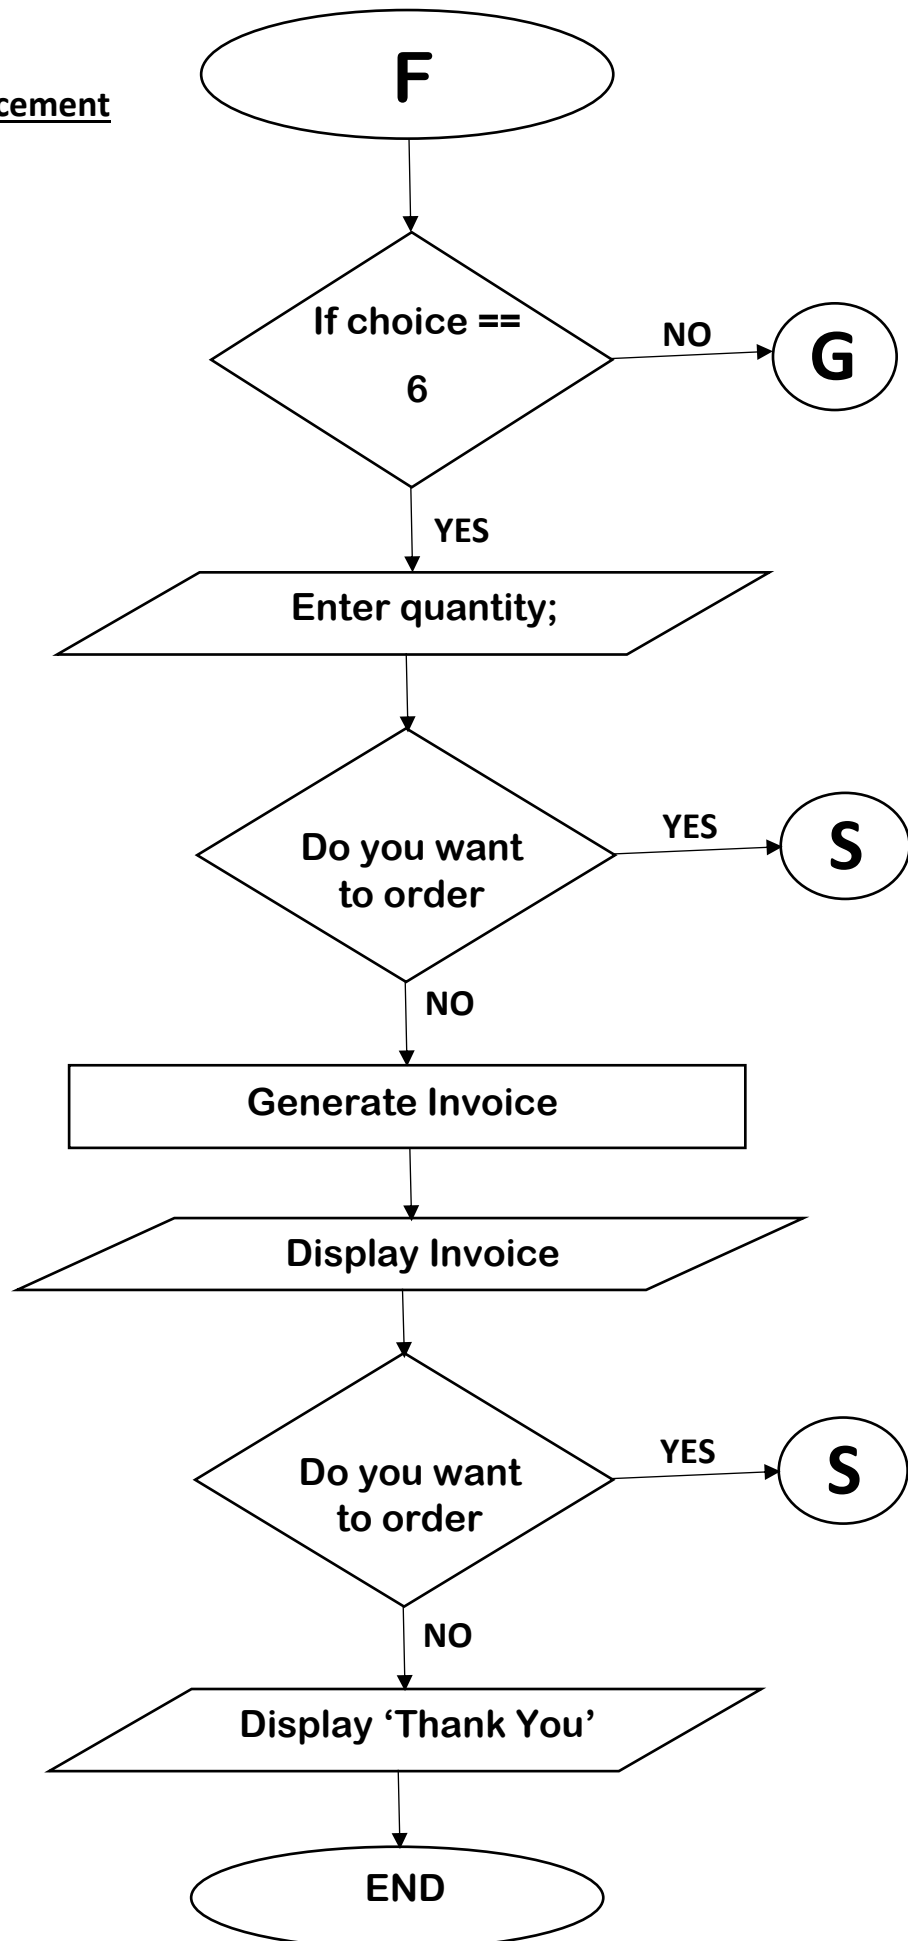 F
cement
If choice ==
6
NO
G
YES
Enter quantity;
Do you want
to order
YES
S
NO
Generate Invoice
Display Invoice
Do you want
to order
YES
S
NO
Display ‘Thank You’
END